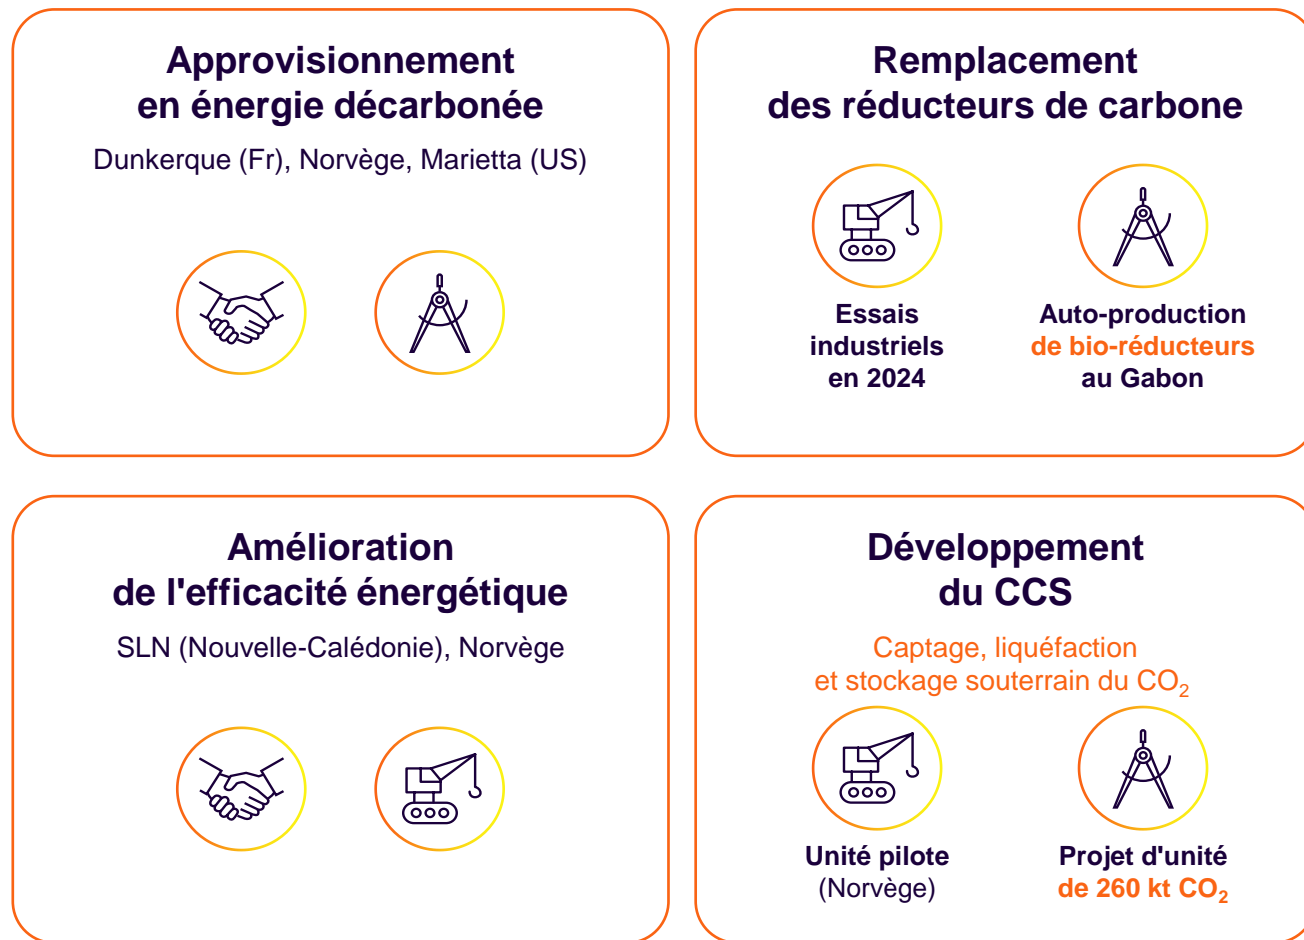 Approvisionnement
en énergie décarbonée
Dunkerque (Fr), Norvège, Marietta (US)
Remplacement
des réducteurs de carbone
Essais
industriels
en 2024
Auto-production
de bio-réducteurs
au Gabon
Amélioration
de l'efficacité énergétique
SLN (Nouvelle-Calédonie), Norvège
Développement
du CCS
Captage, liquéfaction
et stockage souterrain du CO₂
Unité pilote
(Norvège)
Projet d'unité
de 260 kt CO₂